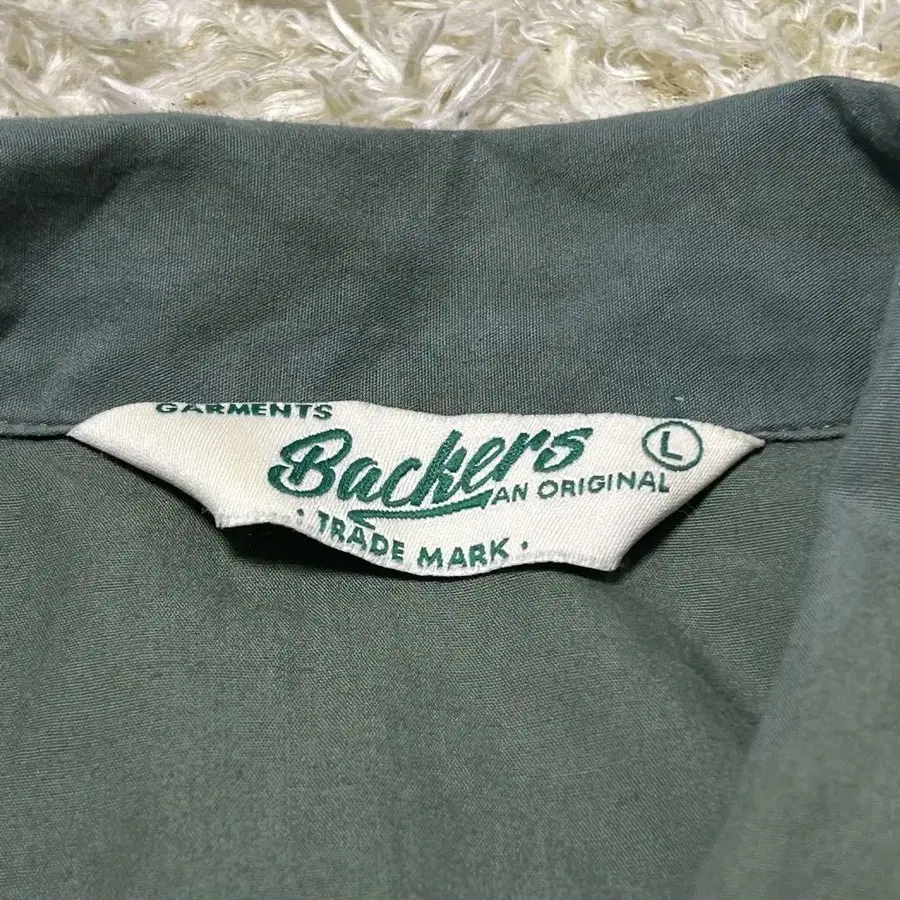 GARMENTS
Backers
L
AN ORIGINAL
• TRADE MARK •